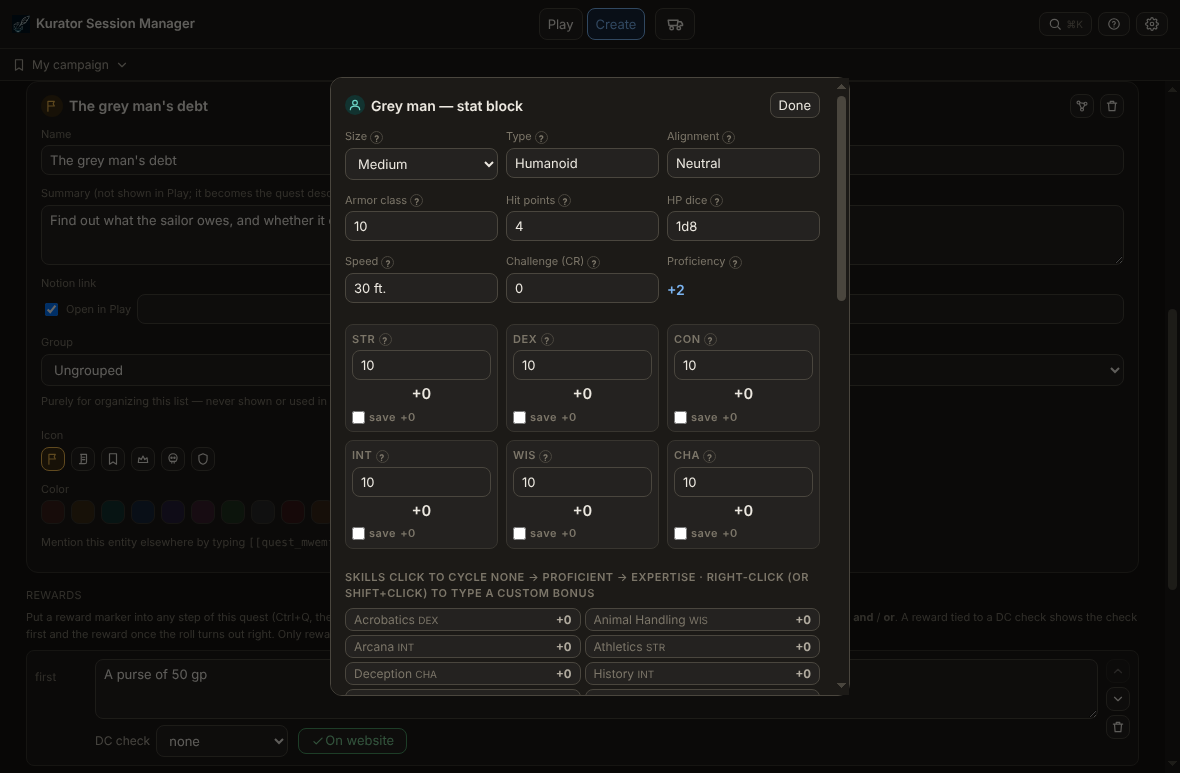 Kurator Session Manager
Play
Create
⌘K
My campaign
The grey man's debt
Name
The grey man's debt
Summary (not shown in Play; it becomes the quest desc
Find out what the sailor owes, and whether it
Notion link
Open in Play
Group
Ungrouped
Purely for organizing this list — never shown or used in
Icon
Color
Mention this entity elsewhere by typing [[quest_mwem
REWARDS
Put a reward marker into any step of this quest (Ctrl+Q, the
and / or. A reward tied to a DC check shows the check
first and the reward once the roll turns out right. Only rewa
first
A purse of 50 gp
DC check
none
On website
Grey man — stat block
Done
Size ?
Type ?
Alignment ?
Medium
Humanoid
Neutral
Armor class ?
Hit points ?
HP dice ?
10
4
1d8
Speed ?
Challenge (CR) ?
Proficiency ?
30 ft.
0
+2
STR ?
DEX ?
CON ?
10
10
10
+0
+0
+0
save +0
save +0
save +0
INT ?
WIS ?
CHA ?
10
10
10
+0
+0
+0
save +0
save +0
save +0
SKILLS CLICK TO CYCLE NONE → PROFICIENT → EXPERTISE · RIGHT-CLICK (OR
SHIFT+CLICK) TO TYPE A CUSTOM BONUS
Acrobatics DEX +0
Animal Handling WIS +0
Arcana INT +0
Athletics STR +0
Deception CHA +0
History INT +0